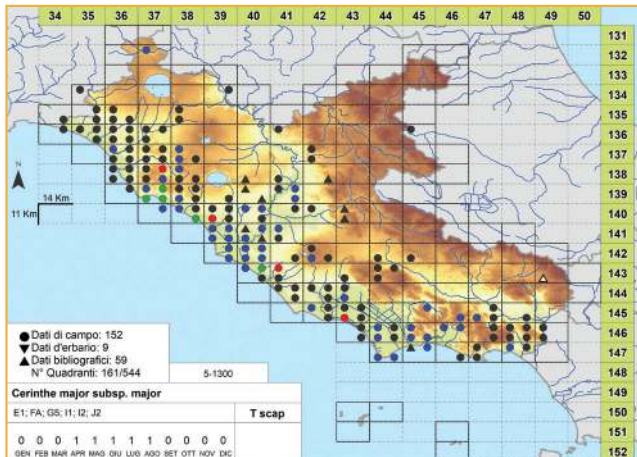 34 35 36 37 38 39 40 41 42 43 44 45 46 47 48 49 50
131
132
133
134
135
136
137
138
139
140
141
142
143
144
145
146
147
148
149
150
151
152
N
14 Km
11 Km
Dati di campo: 152
Dati d'erbario: 9
Dati bibliografici: 59
N° Quadranti: 161/544
5-1300
Cerinthe major subsp. major
E1; FA; GS; I1; I2; J2
T scap
0 0 0 1 1 1 1 1 0 0 0 0
GEN FEB MAR APR MAG GIU LUG AGO SET OTT NOV DIC